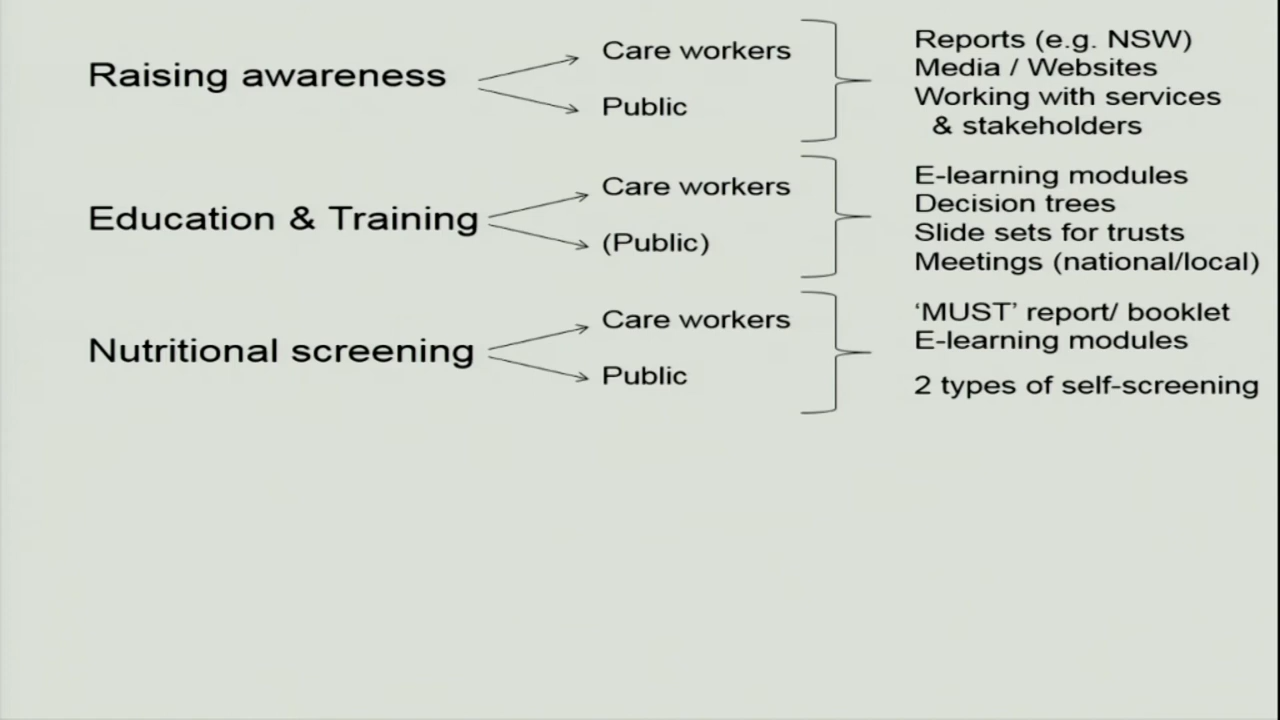 Raising awareness
Care workers
Public
Reports (e.g. NSW)
Media / Websites
Working with services
& stakeholders
Education & Training
Care workers
(Public)
E-learning modules
Decision trees
Slide sets for trusts
Meetings (national/local)
Nutritional screening
Care workers
Public
‘MUST’ report/ booklet
E-learning modules
2 types of self-screening